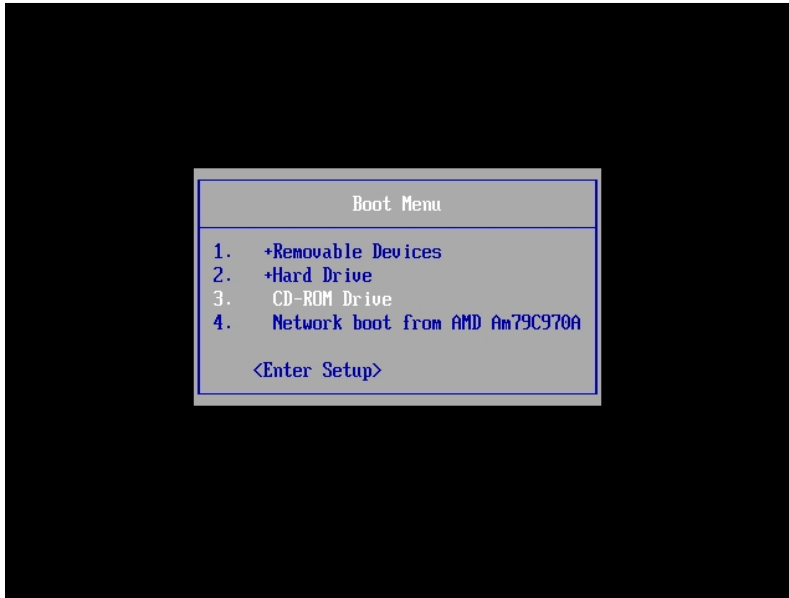 Boot Menu
1. +Removable Devices
2. +Hard Drive
3. CD-ROM Drive
4. Network boot from AMD Am79C970A
<Enter Setup>